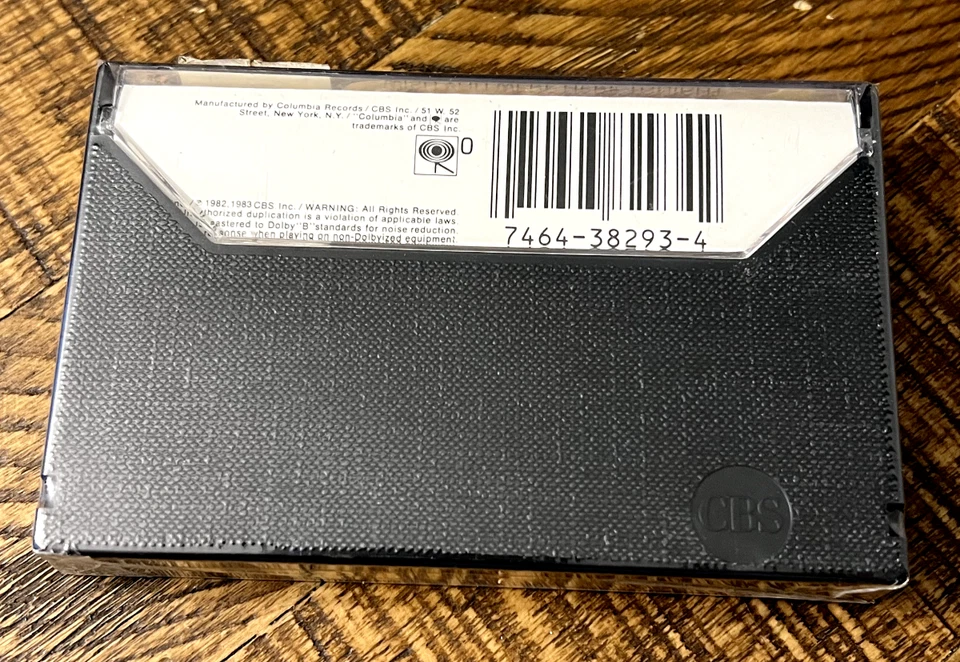 Manufactured by Columbia Records / CBS Inc. / 51 W. 52
Street, New York, N.Y. / "Columbia" and are
trademarks of CBS Inc.
0
℗ 1982, 1983 CBS Inc. / WARNING: All Rights Reserved.
duplication is a violation of applicable laws.
to Dolby "B" standards for noise reduction.
when playing on non-Dolbyized equipment.
7464-38293-4
CBS